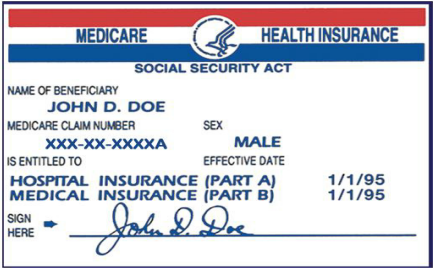 MEDICARE HEALTH INSURANCE
SOCIAL SECURITY ACT
NAME OF BENEFICIARY
JOHN D. DOE
MEDICARE CLAIM NUMBER SEX
XXX-XX-XXXXA MALE
IS ENTITLED TO EFFECTIVE DATE
HOSPITAL INSURANCE (PART A) 1/1/95
MEDICAL INSURANCE (PART B) 1/1/95
SIGN
HERE John D. Doe